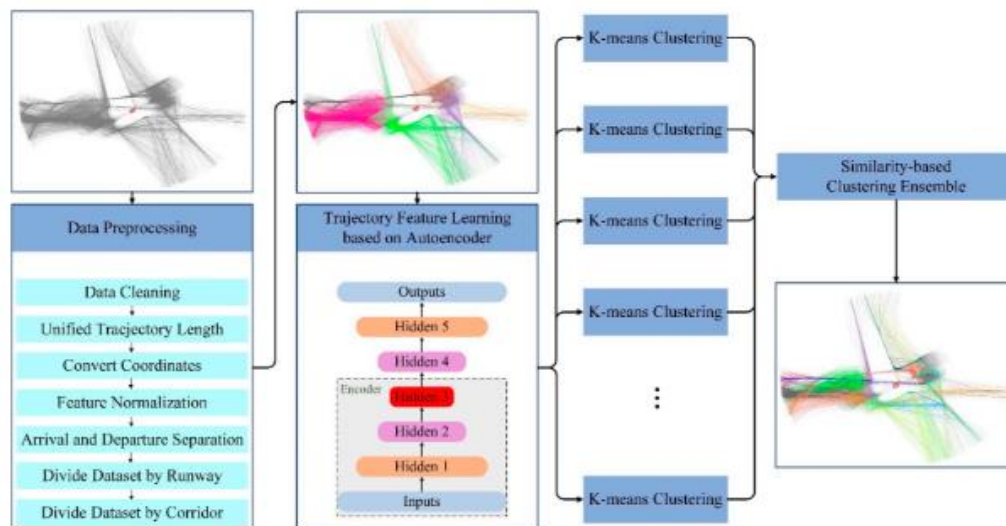 Data Preprocessing
Data Cleaning
Unified Tracjectory Length
Convert Coordinates
Feature Normalization
Arrival and Departure Separation
Divide Dataset by Runway
Divide Dataset by Corridor
Trajectory Feature Learning
based on Autoencoder
Outputs
Hidden 5
Hidden 4
Encoder
Hidden 3
Hidden 2
Hidden 1
Inputs
K-means Clustering
K-means Clustering
K-means Clustering
K-means Clustering
K-means Clustering
Similarity-based
Clustering Ensemble